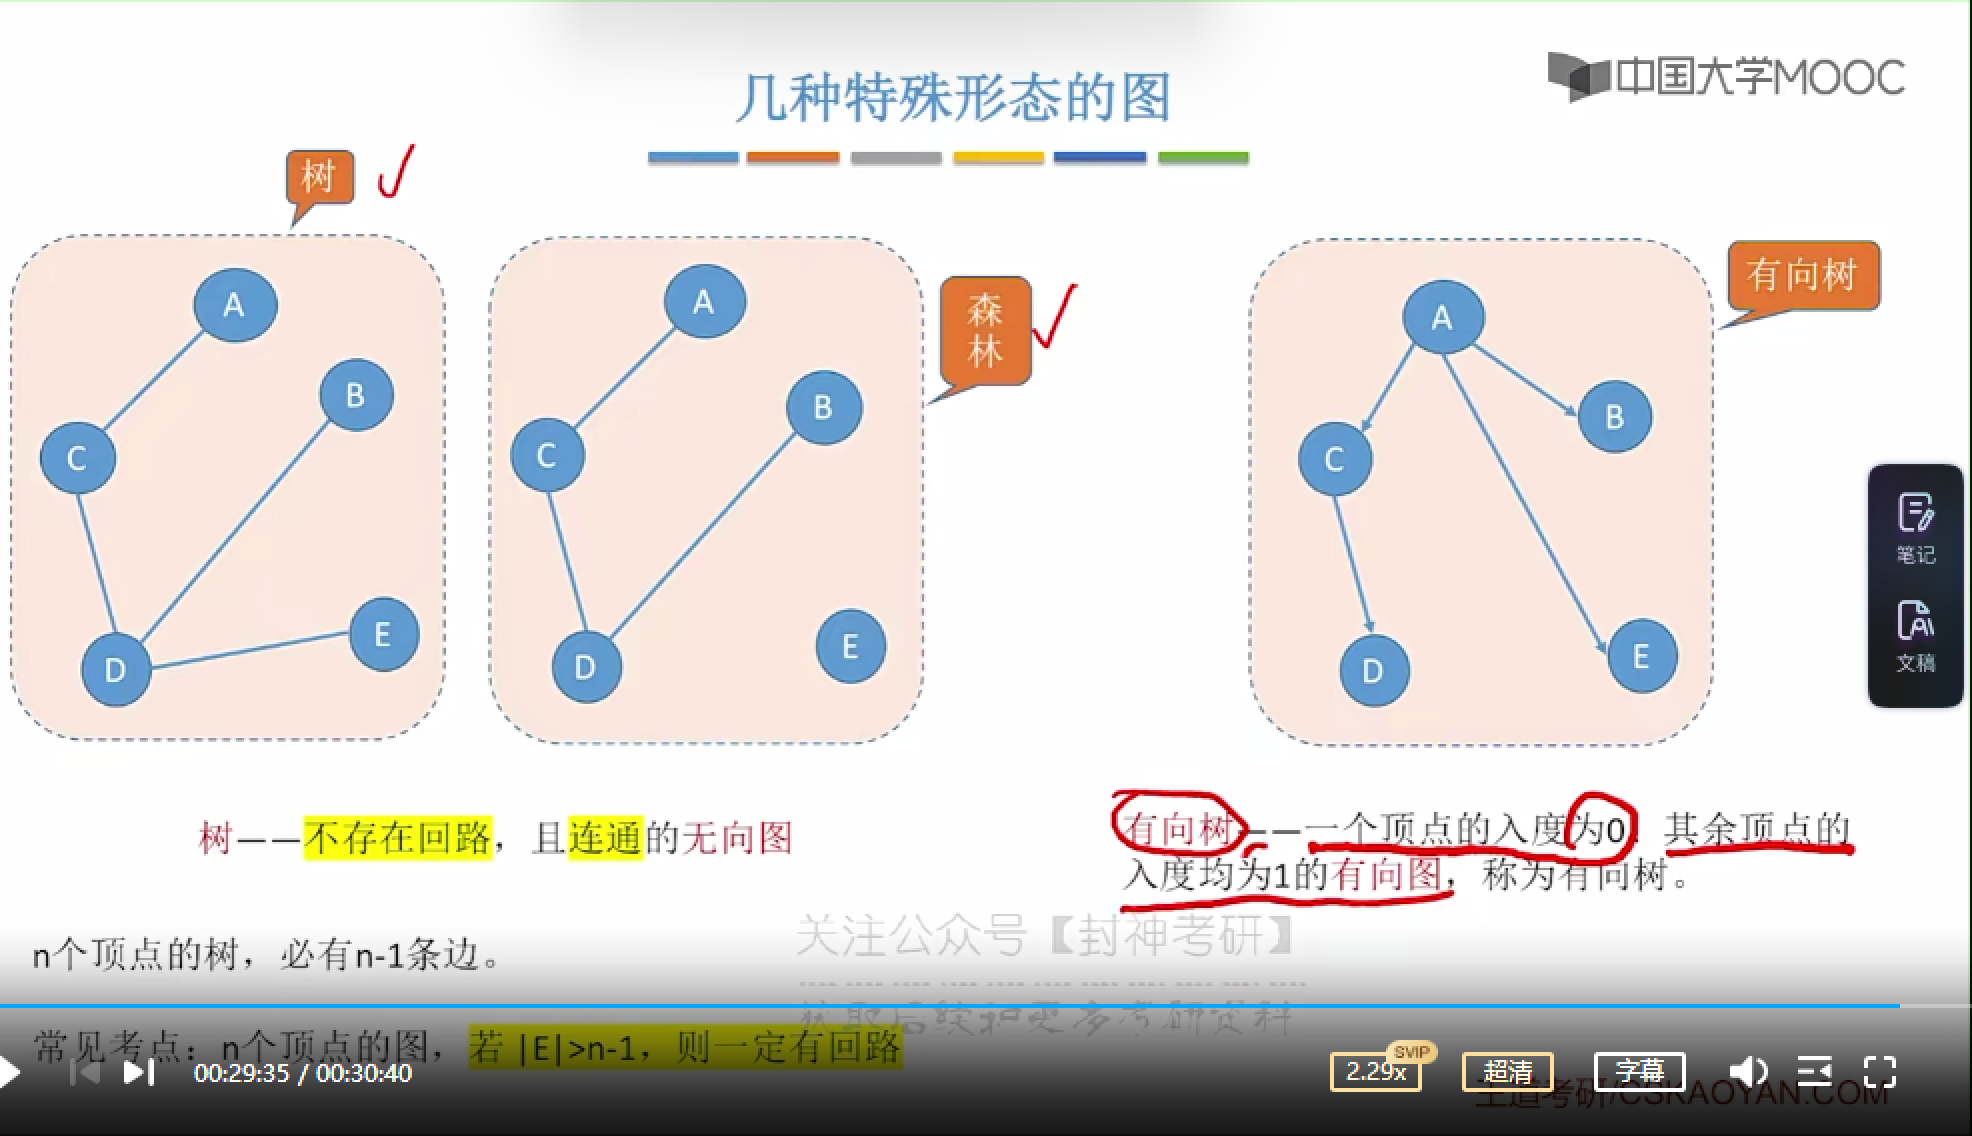 中国大学MOOC
几种特殊形态的图
树
森
林
有向树
A
B
C
D
E
A
B
C
D
E
A
B
C
D
E
笔记
文稿
树——不存在回路，且连通的无向图
有向树——一个顶点的入度为0、其余顶点的
入度均为1的有向图，称为有向树。
关注公众号【封神考研】
n个顶点的树，必有n-1条边。
获取后续和更多考研资料
常见考点：n个顶点的图，若 |E|>n-1，则一定有回路
00:29:35 / 00:30:40
2.29x
SVIP
超清
字幕
王道考研/CSKAOYAN.COM